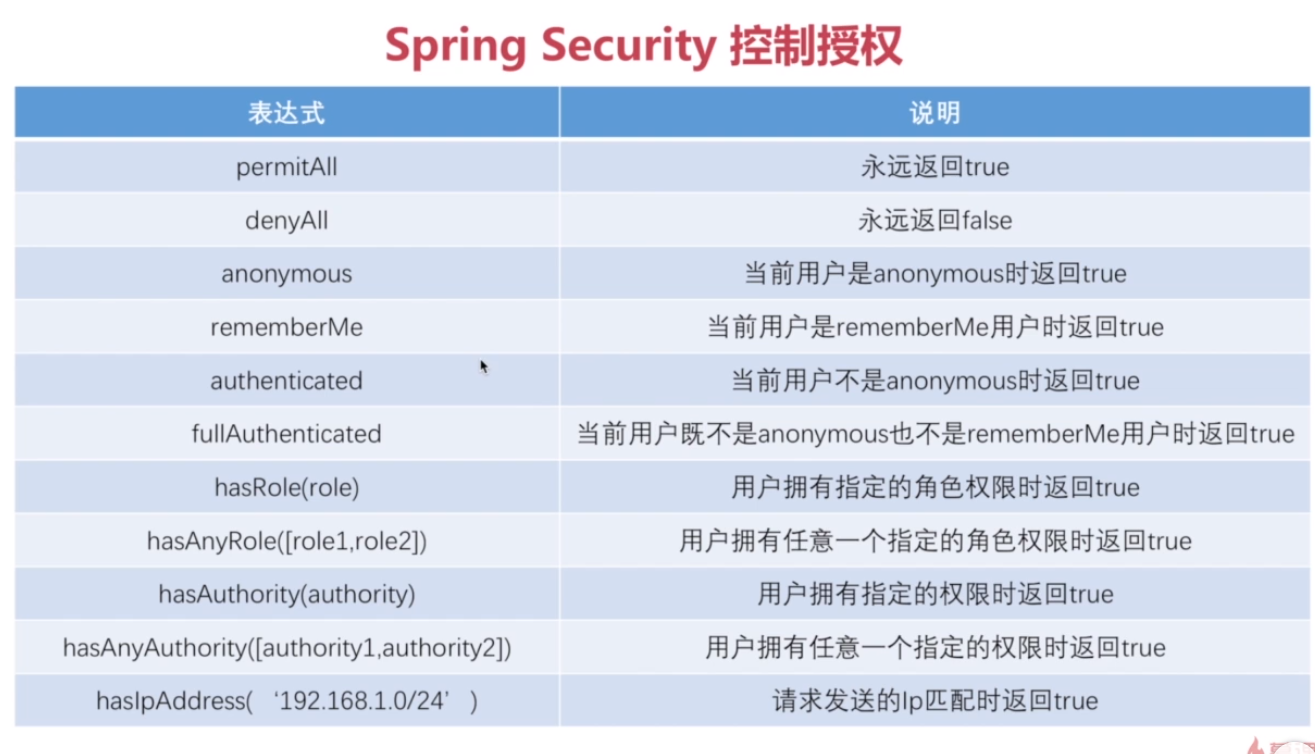 Spring Security 控制授权
表达式 说明
permitAll 永远返回true
denyAll 永远返回false
anonymous 当前用户是anonymous时返回true
rememberMe 当前用户是rememberMe用户时返回true
authenticated 当前用户不是anonymous时返回true
fullAuthenticated 当前用户既不是anonymous也不是rememberMe用户时返回true
hasRole(role) 用户拥有指定的角色权限时返回true
hasAnyRole([role1,role2]) 用户拥有任意一个指定的角色权限时返回true
hasAuthority(authority) 用户拥有指定的权限时返回true
hasAnyAuthority([authority1,authority2]) 用户拥有任意一个指定的权限时返回true
hasIpAddress( ‘192.168.1.0/24’ ) 请求发送的Ip匹配时返回true